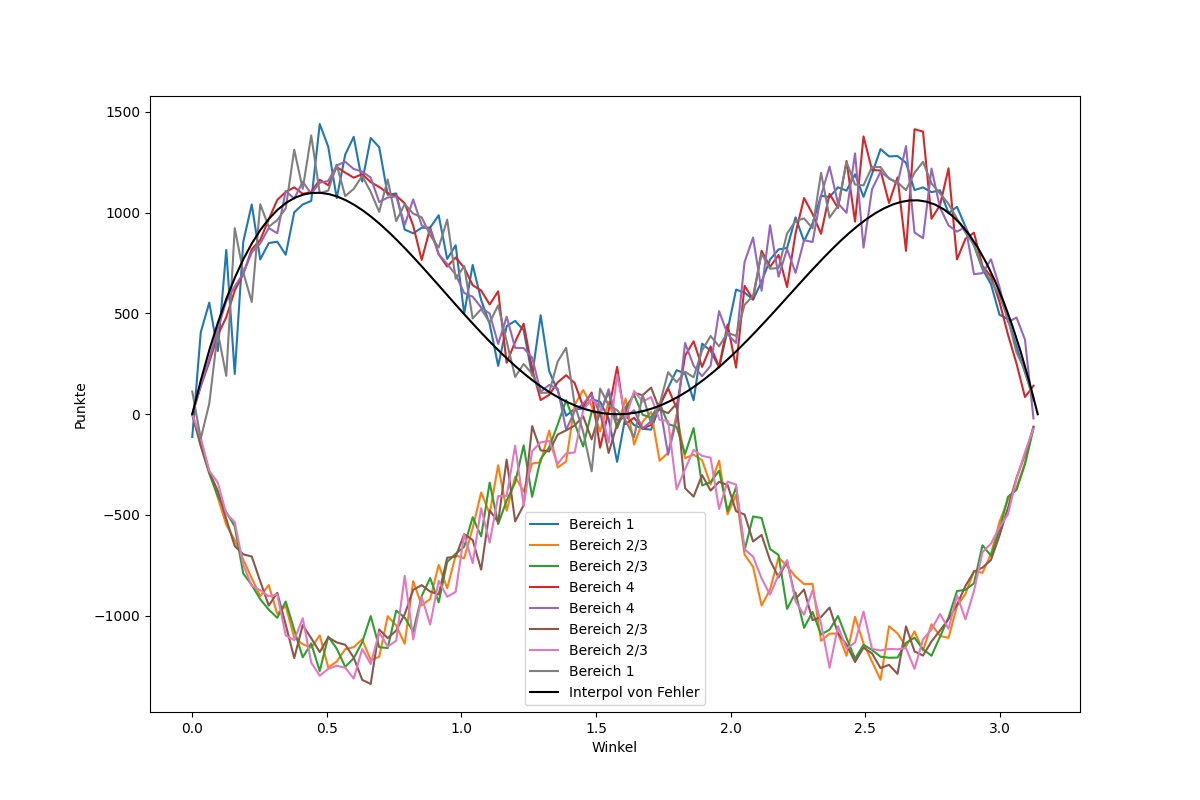 1500
1000
500
0
−500
−1000
Punkte
0.0 0.5 1.0 1.5 2.0 2.5 3.0
Winkel
Bereich 1
Bereich 2/3
Bereich 2/3
Bereich 4
Bereich 4
Bereich 2/3
Bereich 2/3
Bereich 1
Interpol von Fehler